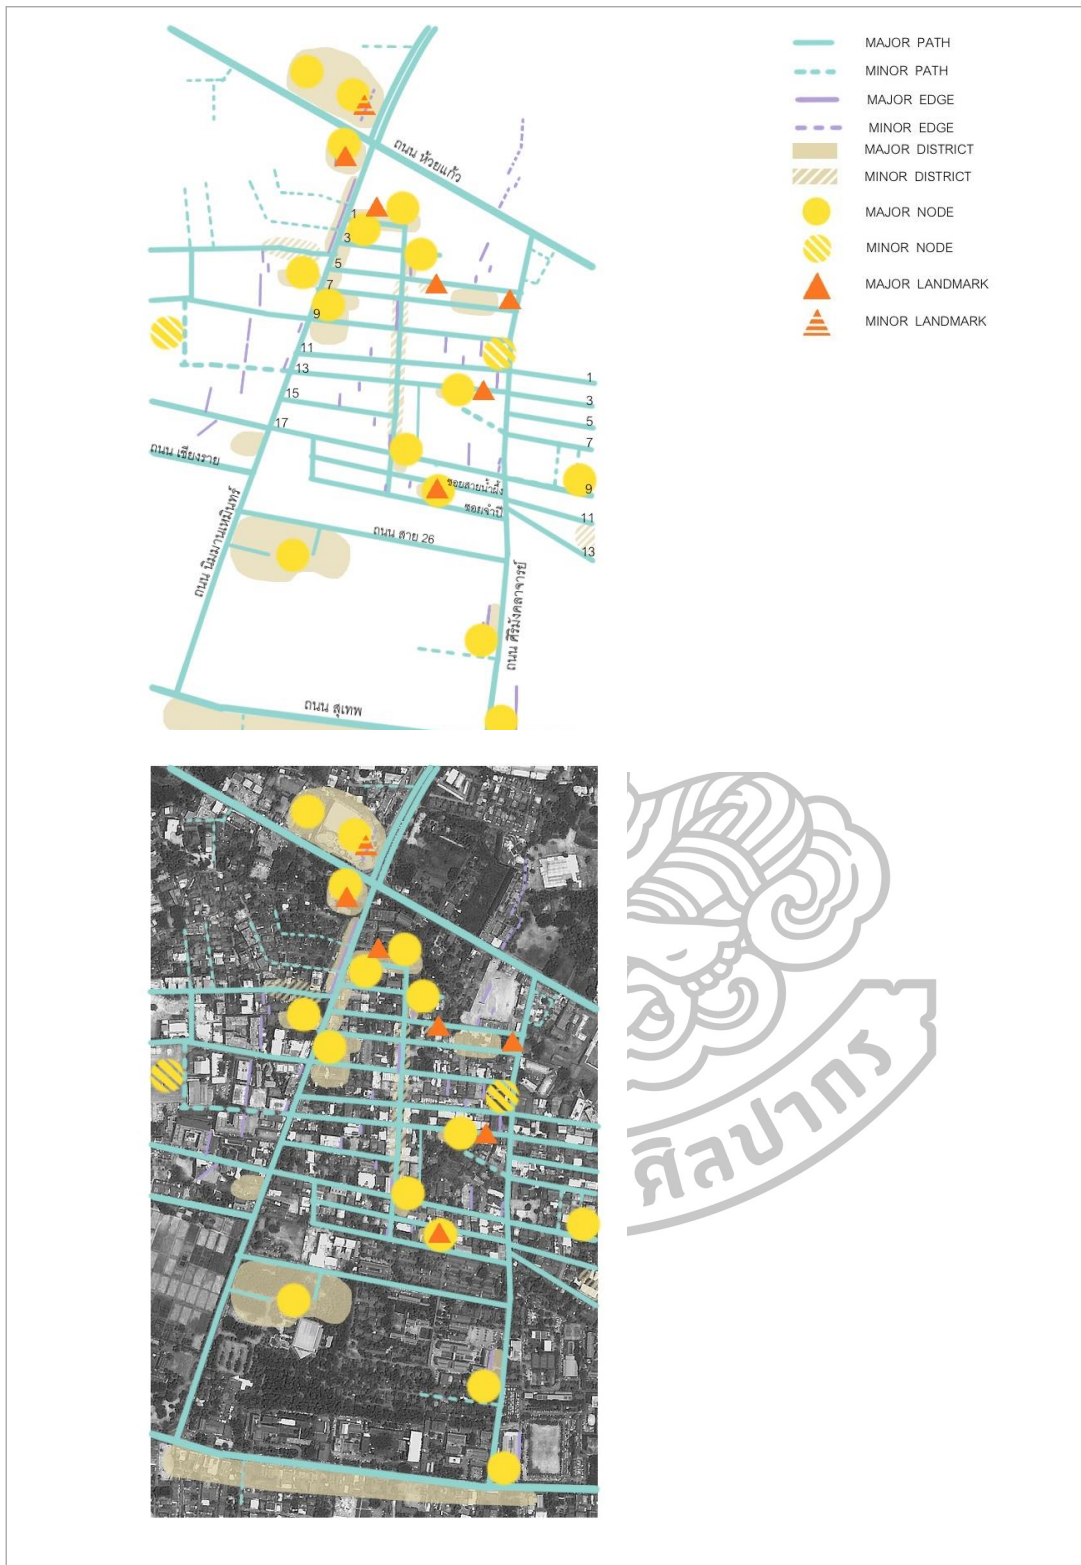 MAJOR PATH
MINOR PATH
MAJOR EDGE
MINOR EDGE
MAJOR DISTRICT
MINOR DISTRICT
MAJOR NODE
MINOR NODE
MAJOR LANDMARK
MINOR LANDMARK
ถนน ห้วยแก้ว
1
3
5
7
9
11
13
15
17
1
3
5
7
9
11
13
ถนน เชียงราย
ซอยสายน้ำผึ้ง
ซอยจำปี
ถนน สาย 26
ถนน นิมมานเหมินทร์
ถนน ศิริมังคลาจารย์
ถนน สุเทพ
ศิลปากร